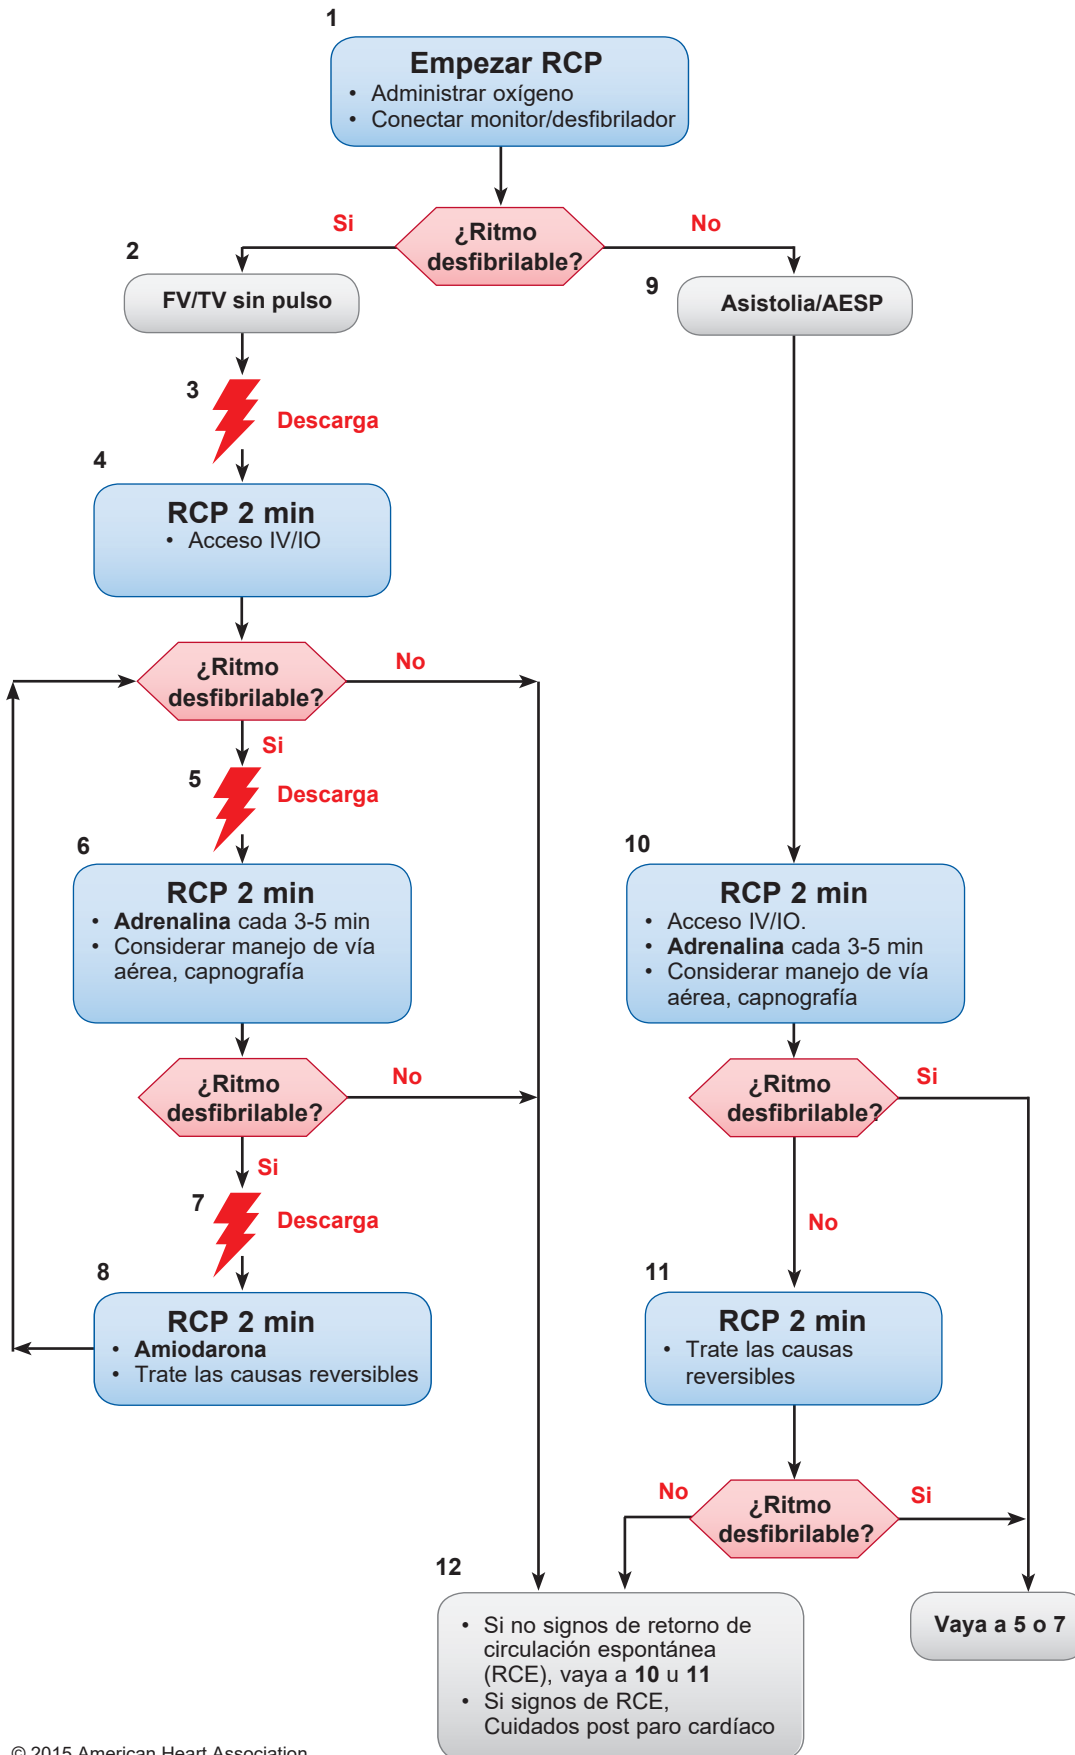 1
Empezar RCP
• Administrar oxígeno
• Conectar monitor/desfibrilador
¿Ritmo
desfibrilable?
Si
No
2
FV/TV sin pulso
9
Asistolia/AESP
3
Descarga
4
RCP 2 min
• Acceso IV/IO
¿Ritmo
desfibrilable?
No
Si
5
Descarga
6
RCP 2 min
• Adrenalina cada 3-5 min
• Considerar manejo de vía
aérea, capnografía
10
RCP 2 min
• Acceso IV/IO.
• Adrenalina cada 3-5 min
• Considerar manejo de vía
aérea, capnografía
¿Ritmo
desfibrilable?
No
Si
¿Ritmo
desfibrilable?
Si
No
7
Descarga
8
RCP 2 min
• Amiodarona
• Trate las causas reversibles
11
RCP 2 min
• Trate las causas
reversibles
No
¿Ritmo
desfibrilable?
Si
12
• Si no signos de retorno de
circulación espontánea
(RCE), vaya a 10 u 11
• Si signos de RCE,
Cuidados post paro cardíaco
Vaya a 5 o 7
© 2015 American Heart Association